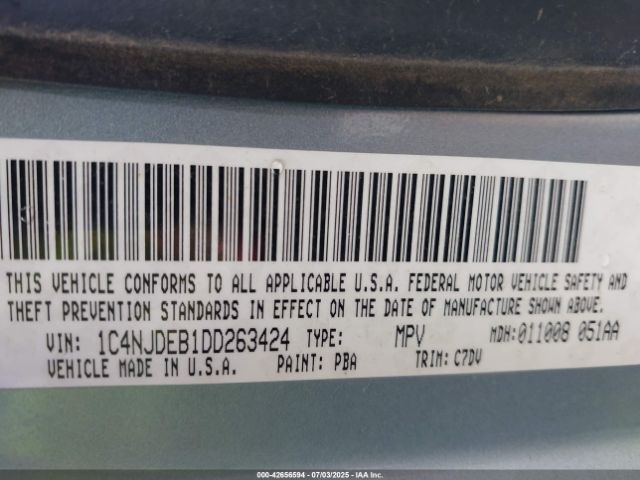 THIS VEHICLE CONFORMS TO ALL APPLICABLE U.S.A. FEDERAL MOTOR VEHICLE SAFETY AND
THEFT PREVENTION STANDARDS IN EFFECT ON THE DATE OF MANUFACTURE SHOWN ABOVE.
VIN: 1C4NJDEB1DD263424 TYPE: MPV MDH:011008 051AA
VEHICLE MADE IN U.S.A. PAINT: PBA TRIM: C7DV
000-42656594 - 07/03/2025 - IAA Inc.